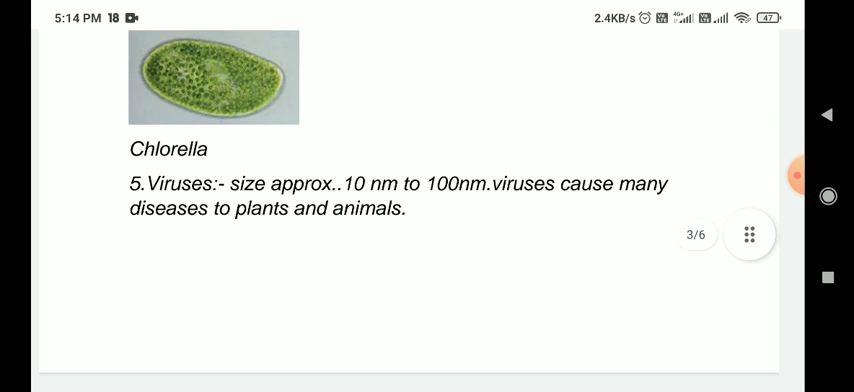 5:14 PM 18 2.4KB/s 4G+ 47
Chlorella
5.Viruses:- size approx..10 nm to 100nm.viruses cause many
diseases to plants and animals.
3/6